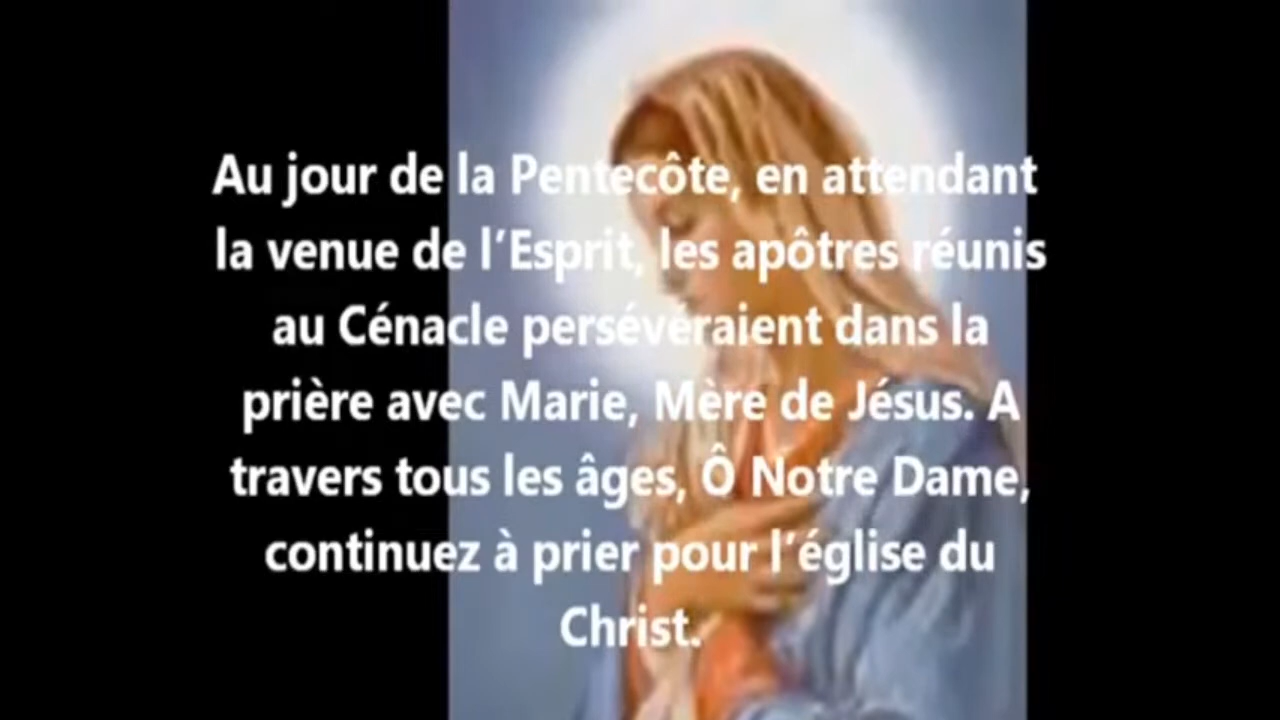 Au jour de la Pentecôte, en attendant
la venue de l’Esprit, les apôtres réunis
au Cénacle persévéraient dans la
prière avec Marie, Mère de Jésus. A
travers tous les âges, Ô Notre Dame,
continuez à prier pour l’église du
Christ.